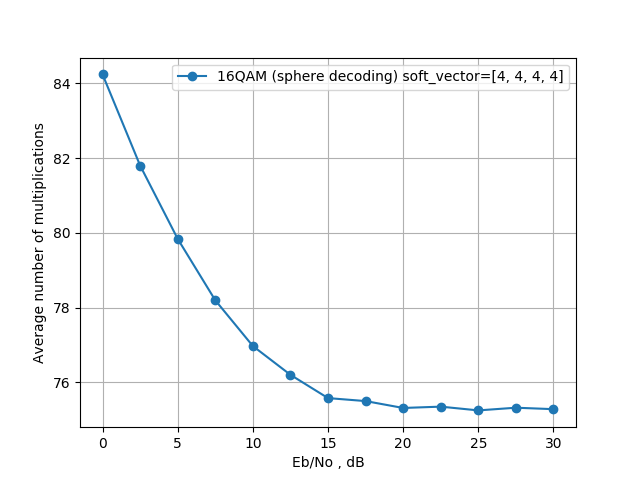 16QAM (sphere decoding) soft_vector=[4, 4, 4, 4]
Average number of multiplications
84
82
80
78
76
0 5 10 15 20 25 30
Eb/No , dB